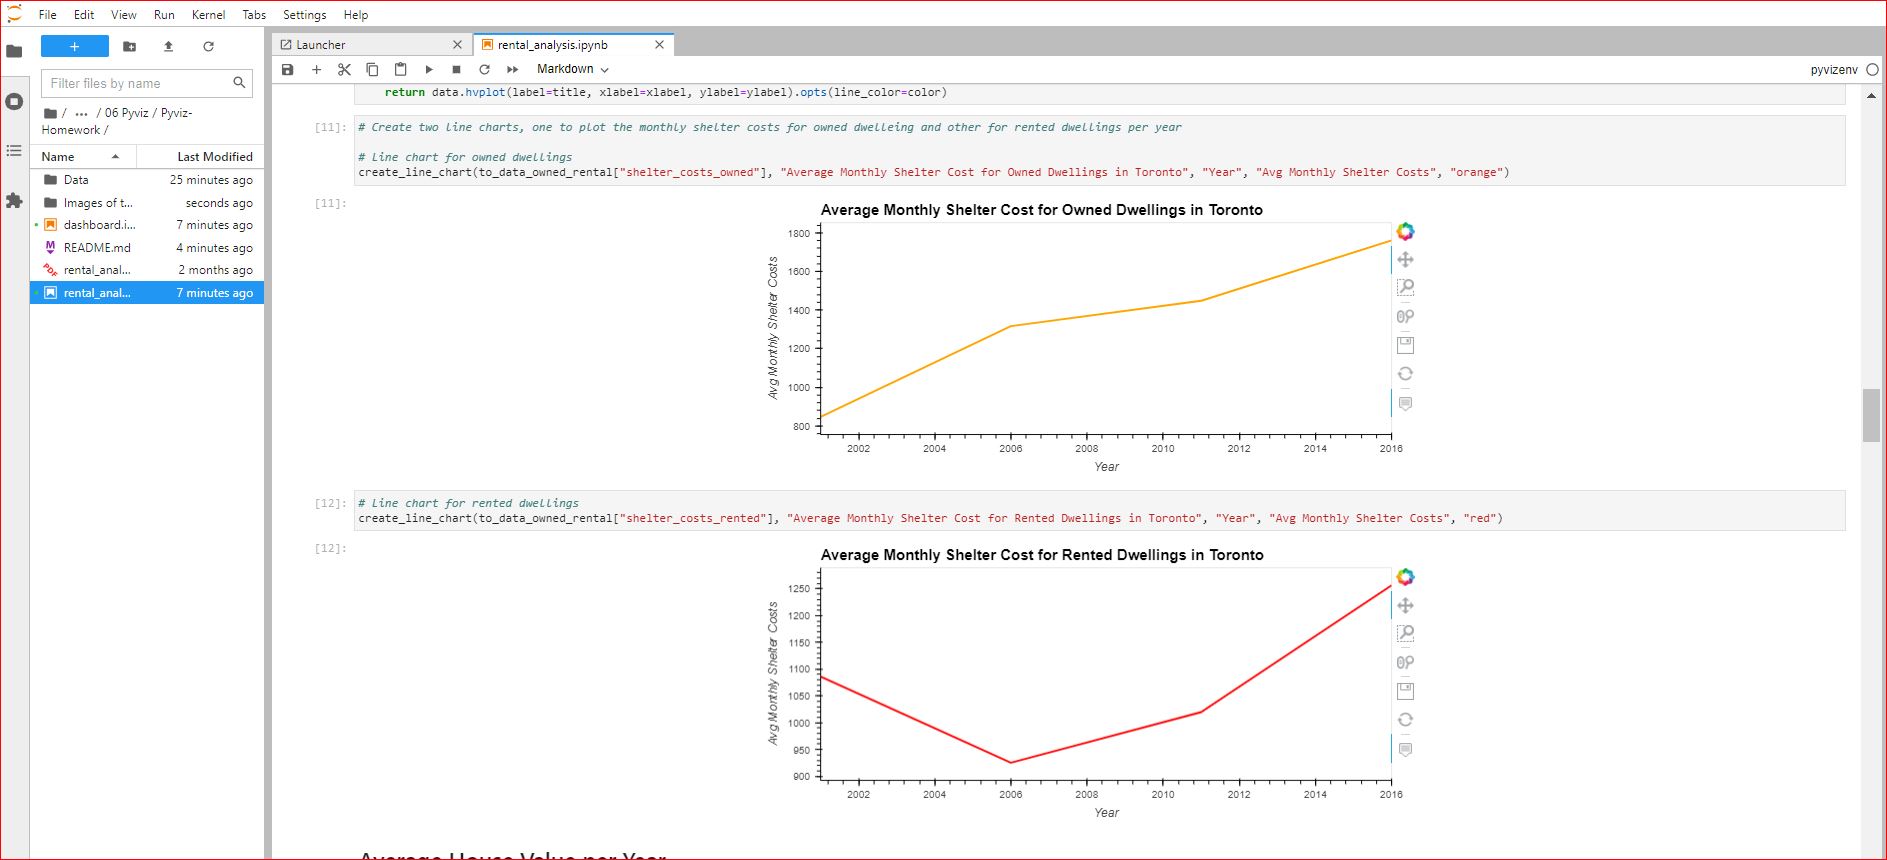 File Edit View Run Kernel Tabs Settings Help
Launcher
rental_analysis.ipynb
Markdown
pyvizenv
Filter files by name
/ ... / 06 Pyviz / Pyviz-
Homework /
Name Last Modified
Data 25 minutes ago
Images of t... seconds ago
dashboard.i... 7 minutes ago
M README.md 4 minutes ago
PDF rental_anal... 2 months ago
rental_anal... 7 minutes ago
return data.hvplot(label=title, xlabel=xlabel, ylabel=ylabel).opts(line_color=color)
[11]: # Create two line charts, one to plot the monthly shelter costs for owned dwelleing and other for rented dwellings per year
# Line chart for owned dwellings
create_line_chart(to_data_owned_rental["shelter_costs_owned"], "Average Monthly Shelter Cost for Owned Dwellings in Toronto", "Year", "Avg Monthly Shelter Costs", "orange")
[11]:
Average Monthly Shelter Cost for Owned Dwellings in Toronto
Avg Monthly Shelter Costs
1800
1600
1400
1200
1000
800
2002 2004 2006 2008 2010 2012 2014 2016
Year
[12]: # Line chart for rented dwellings
create_line_chart(to_data_owned_rental["shelter_costs_rented"], "Average Monthly Shelter Cost for Rented Dwellings in Toronto", "Year", "Avg Monthly Shelter Costs", "red")
[12]:
Average Monthly Shelter Cost for Rented Dwellings in Toronto
Avg Monthly Shelter Costs
1250
1200
1150
1100
1050
1000
950
900
2002 2004 2006 2008 2010 2012 2014 2016
Year
Average House Value per Year